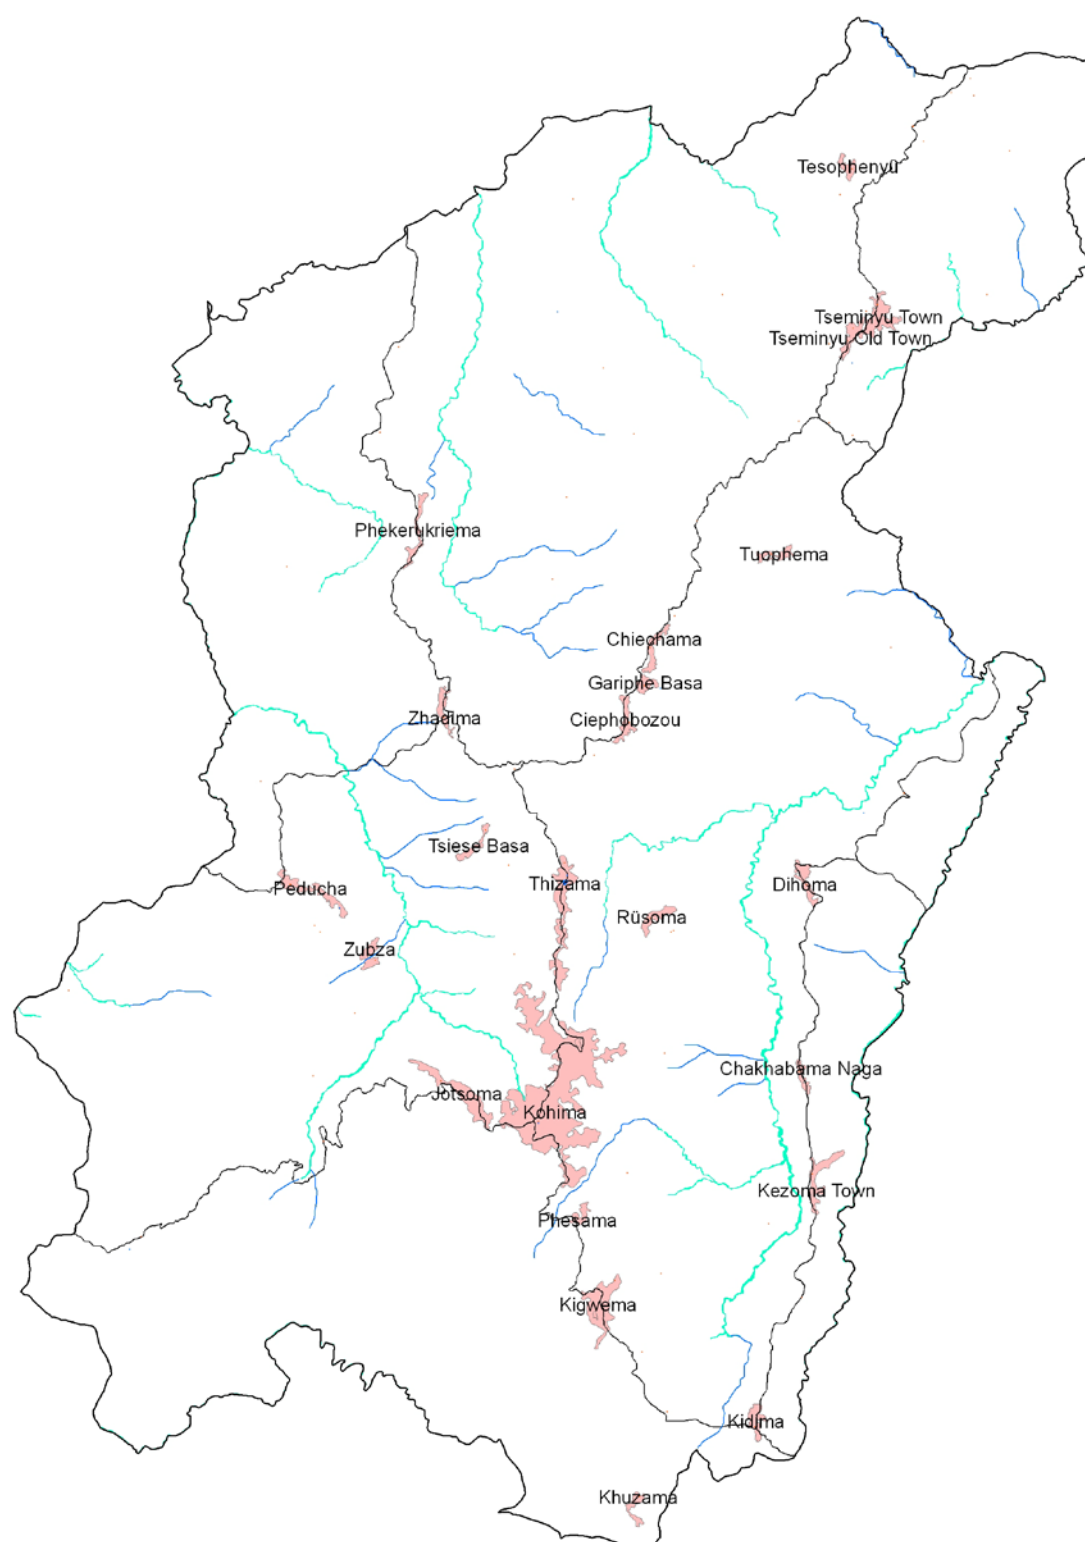 Tesophenyü
Tseminyu Town
Tseminyu Old Town
Phekerukriema
Tuophema
Chiechama
Gariphe Basa
Zhadima
Ciephobozou
Tsiese Basa
Peducha
Thizama
Dihoma
Rüsoma
Zubza
Chakhabama Naga
Jotsoma
Kohima
Kezoma Town
Phesama
Kigwema
Kidima
Khuzama